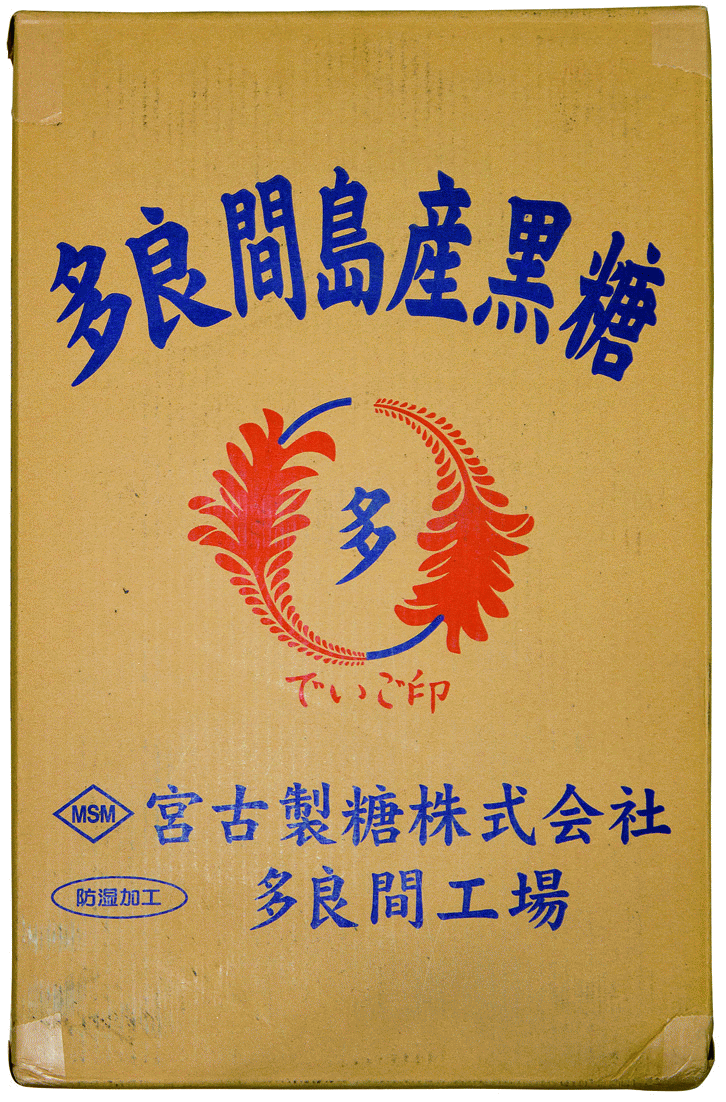 多良間島産黒糖
多
でいご印
MSM 宮古製糖株式会社
防湿加工 多良間工場